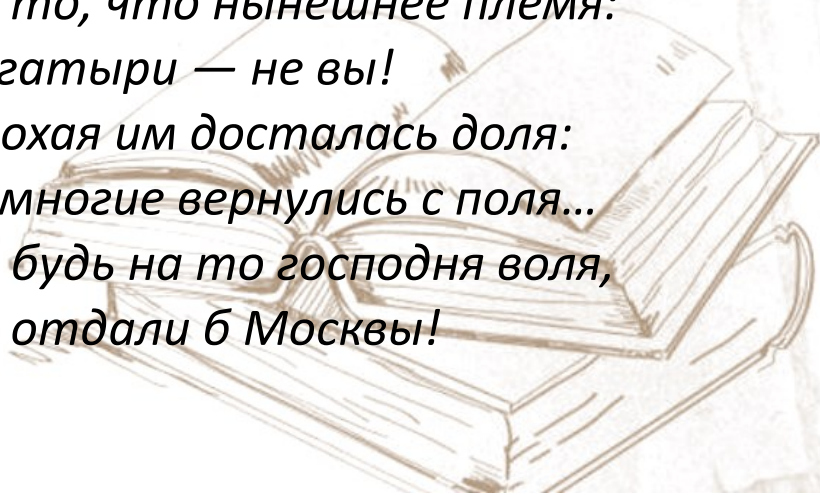 то, что нынешнее племя:
гатыри — не вы!
охая им досталась доля:
многие вернулись с поля...
будь на то господня воля,
отдали б Москвы!